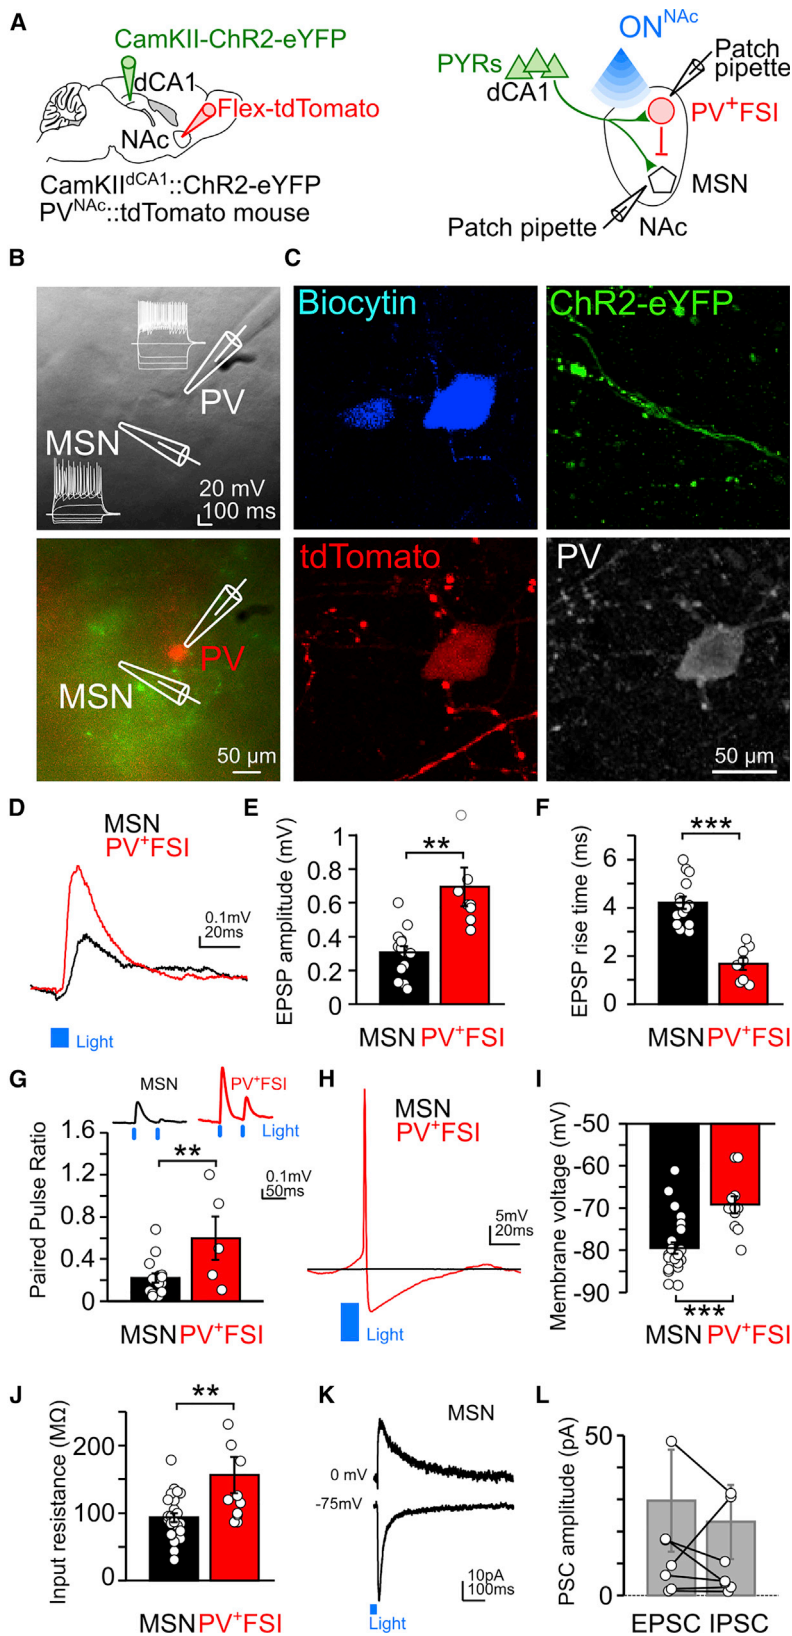 A
CamKII-ChR2-eYFP
dCA1
Flex-tdTomato
NAc
CamKIIdCA1::ChR2-eYFP
PVNAc::tdTomato mouse
ONNAc
PYRs
dCA1
Patch
pipette
PV+FSI
MSN
Patch pipette
NAc
B
PV
MSN
20 mV
100 ms
PV
MSN
50 µm
C
Biocytin
ChR2-eYFP
tdTomato
PV
50 µm
D
MSN
PV+FSI
0.1mV
20ms
Light
E
EPSP amplitude (mV)
1
0.8
0.6
0.4
0.2
0
**
MSN PV+FSI
F
EPSP rise time (ms)
6
4
2
0
***
MSN PV+FSI
G
MSN
PV+FSI
Light
Paired Pulse Ratio
1.6
1.2
0.8
0.4
0
**
0.1mV
50ms
MSN PV+FSI
H
MSN
PV+FSI
5mV
20ms
Light
I
Membrane voltage (mV)
-50
-60
-70
-80
-90
***
MSN PV+FSI
J
Input resistance (MΩ)
200
100
0
**
MSN PV+FSI
K
MSN
0 mV
-75mV
10pA
100ms
Light
L
PSC amplitude (pA)
50
0
EPSC IPSC